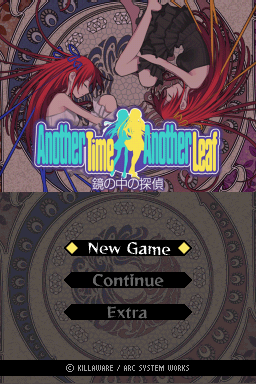 Another Time Another Leaf
鏡の中の探偵
New Game
Continue
Extra
© KILLAWARE / ARC SYSTEM WORKS